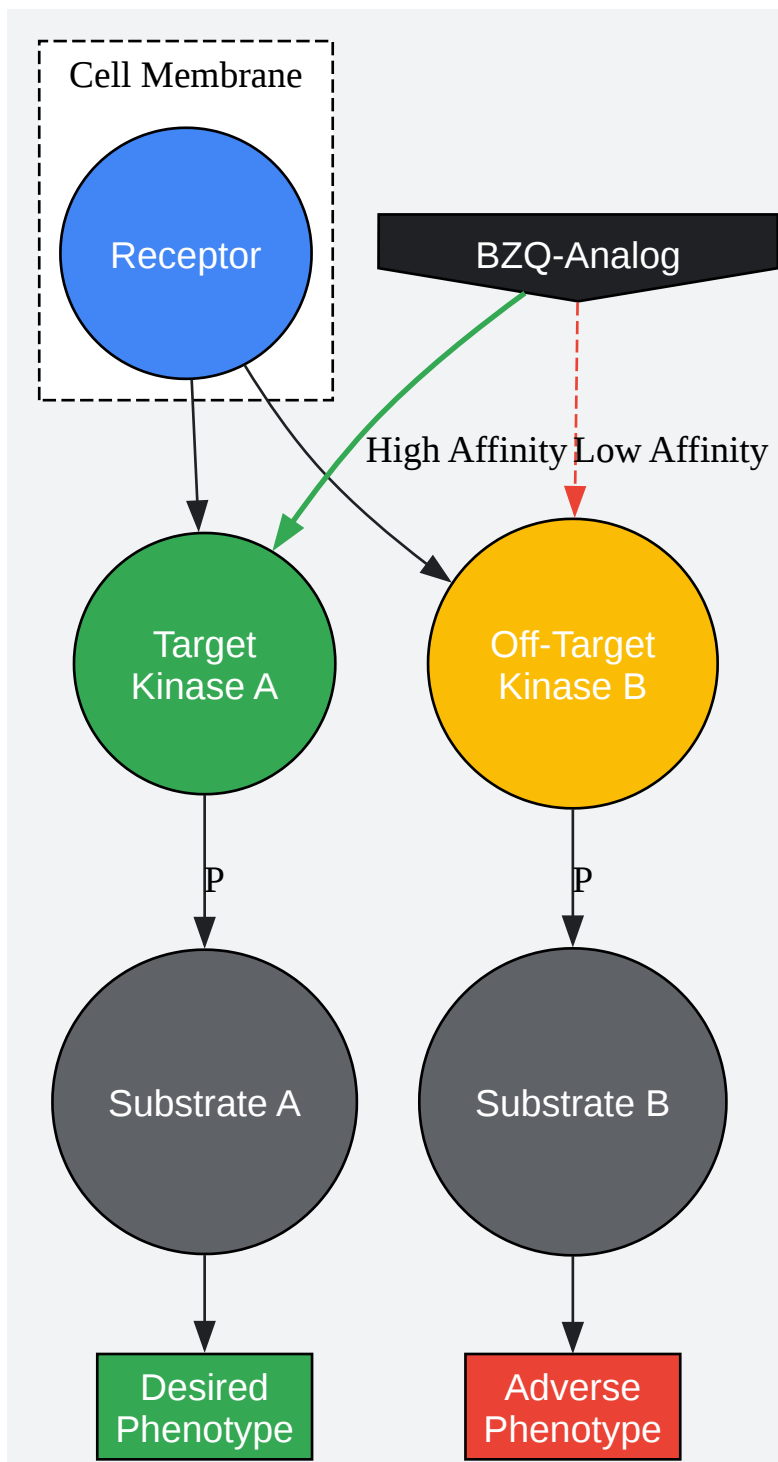 Cell Membrane
Receptor
BZQ-Analog
High Affinity
Low Affinity
Target
Kinase A
Off-Target
Kinase B
P
P
Substrate A
Substrate B
Desired
Phenotype
Adverse
Phenotype